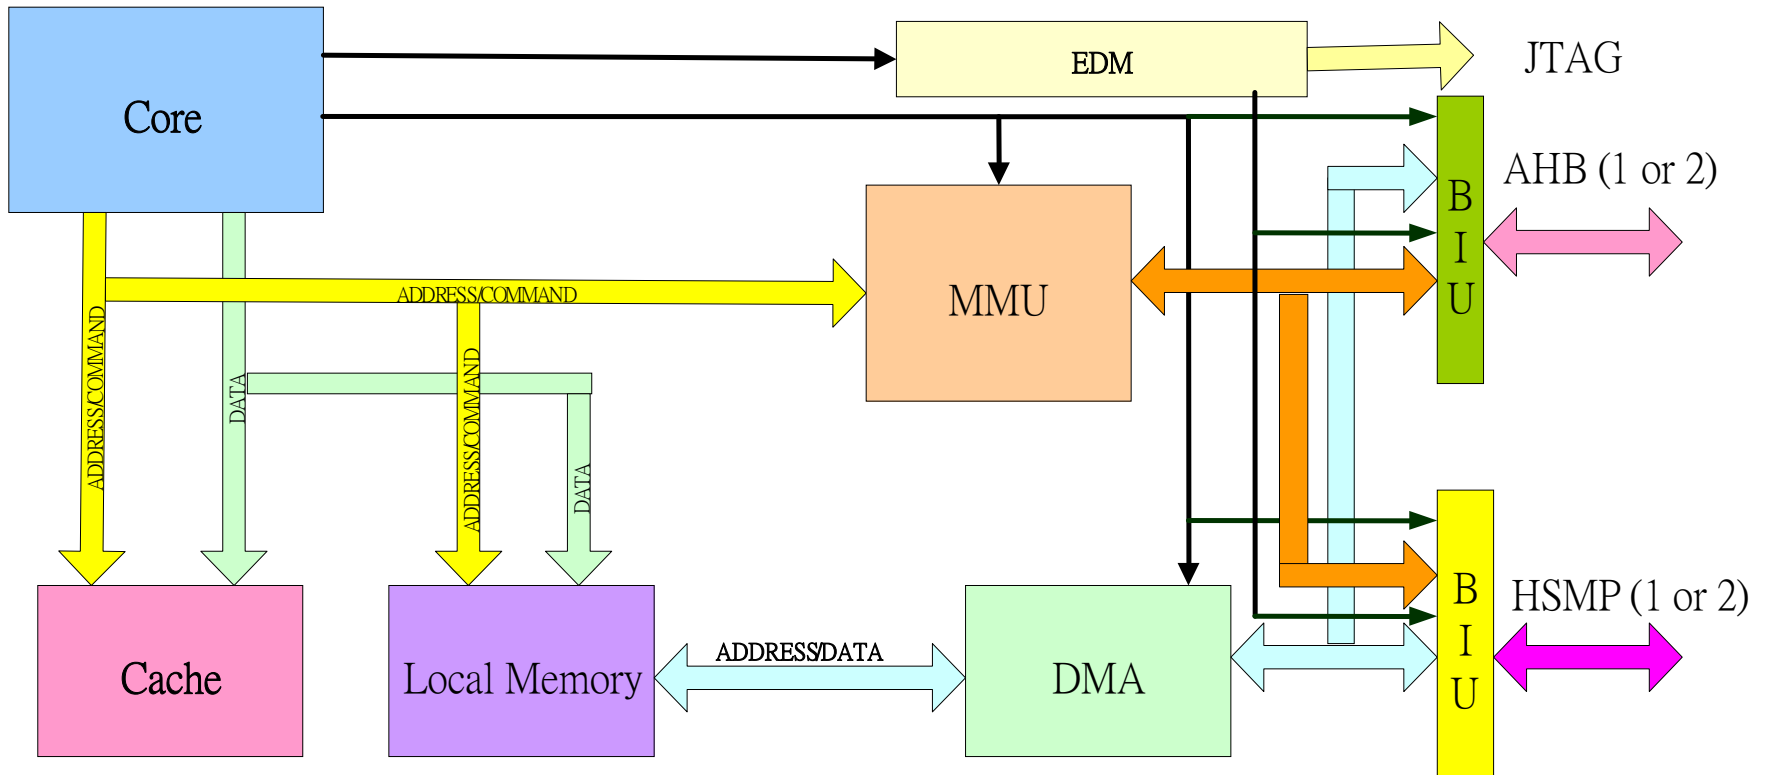 JTAG
EDM
Core
AHB (1 or 2)
B
I
U
MMU
ADDRESS/COMMAND
ADDRESS/COMMAND
DATA
ADDRESS/COMMAND
DATA
HSMP (1 or 2)
B
I
U
ADDRESS/DATA
Cache
Local Memory
DMA